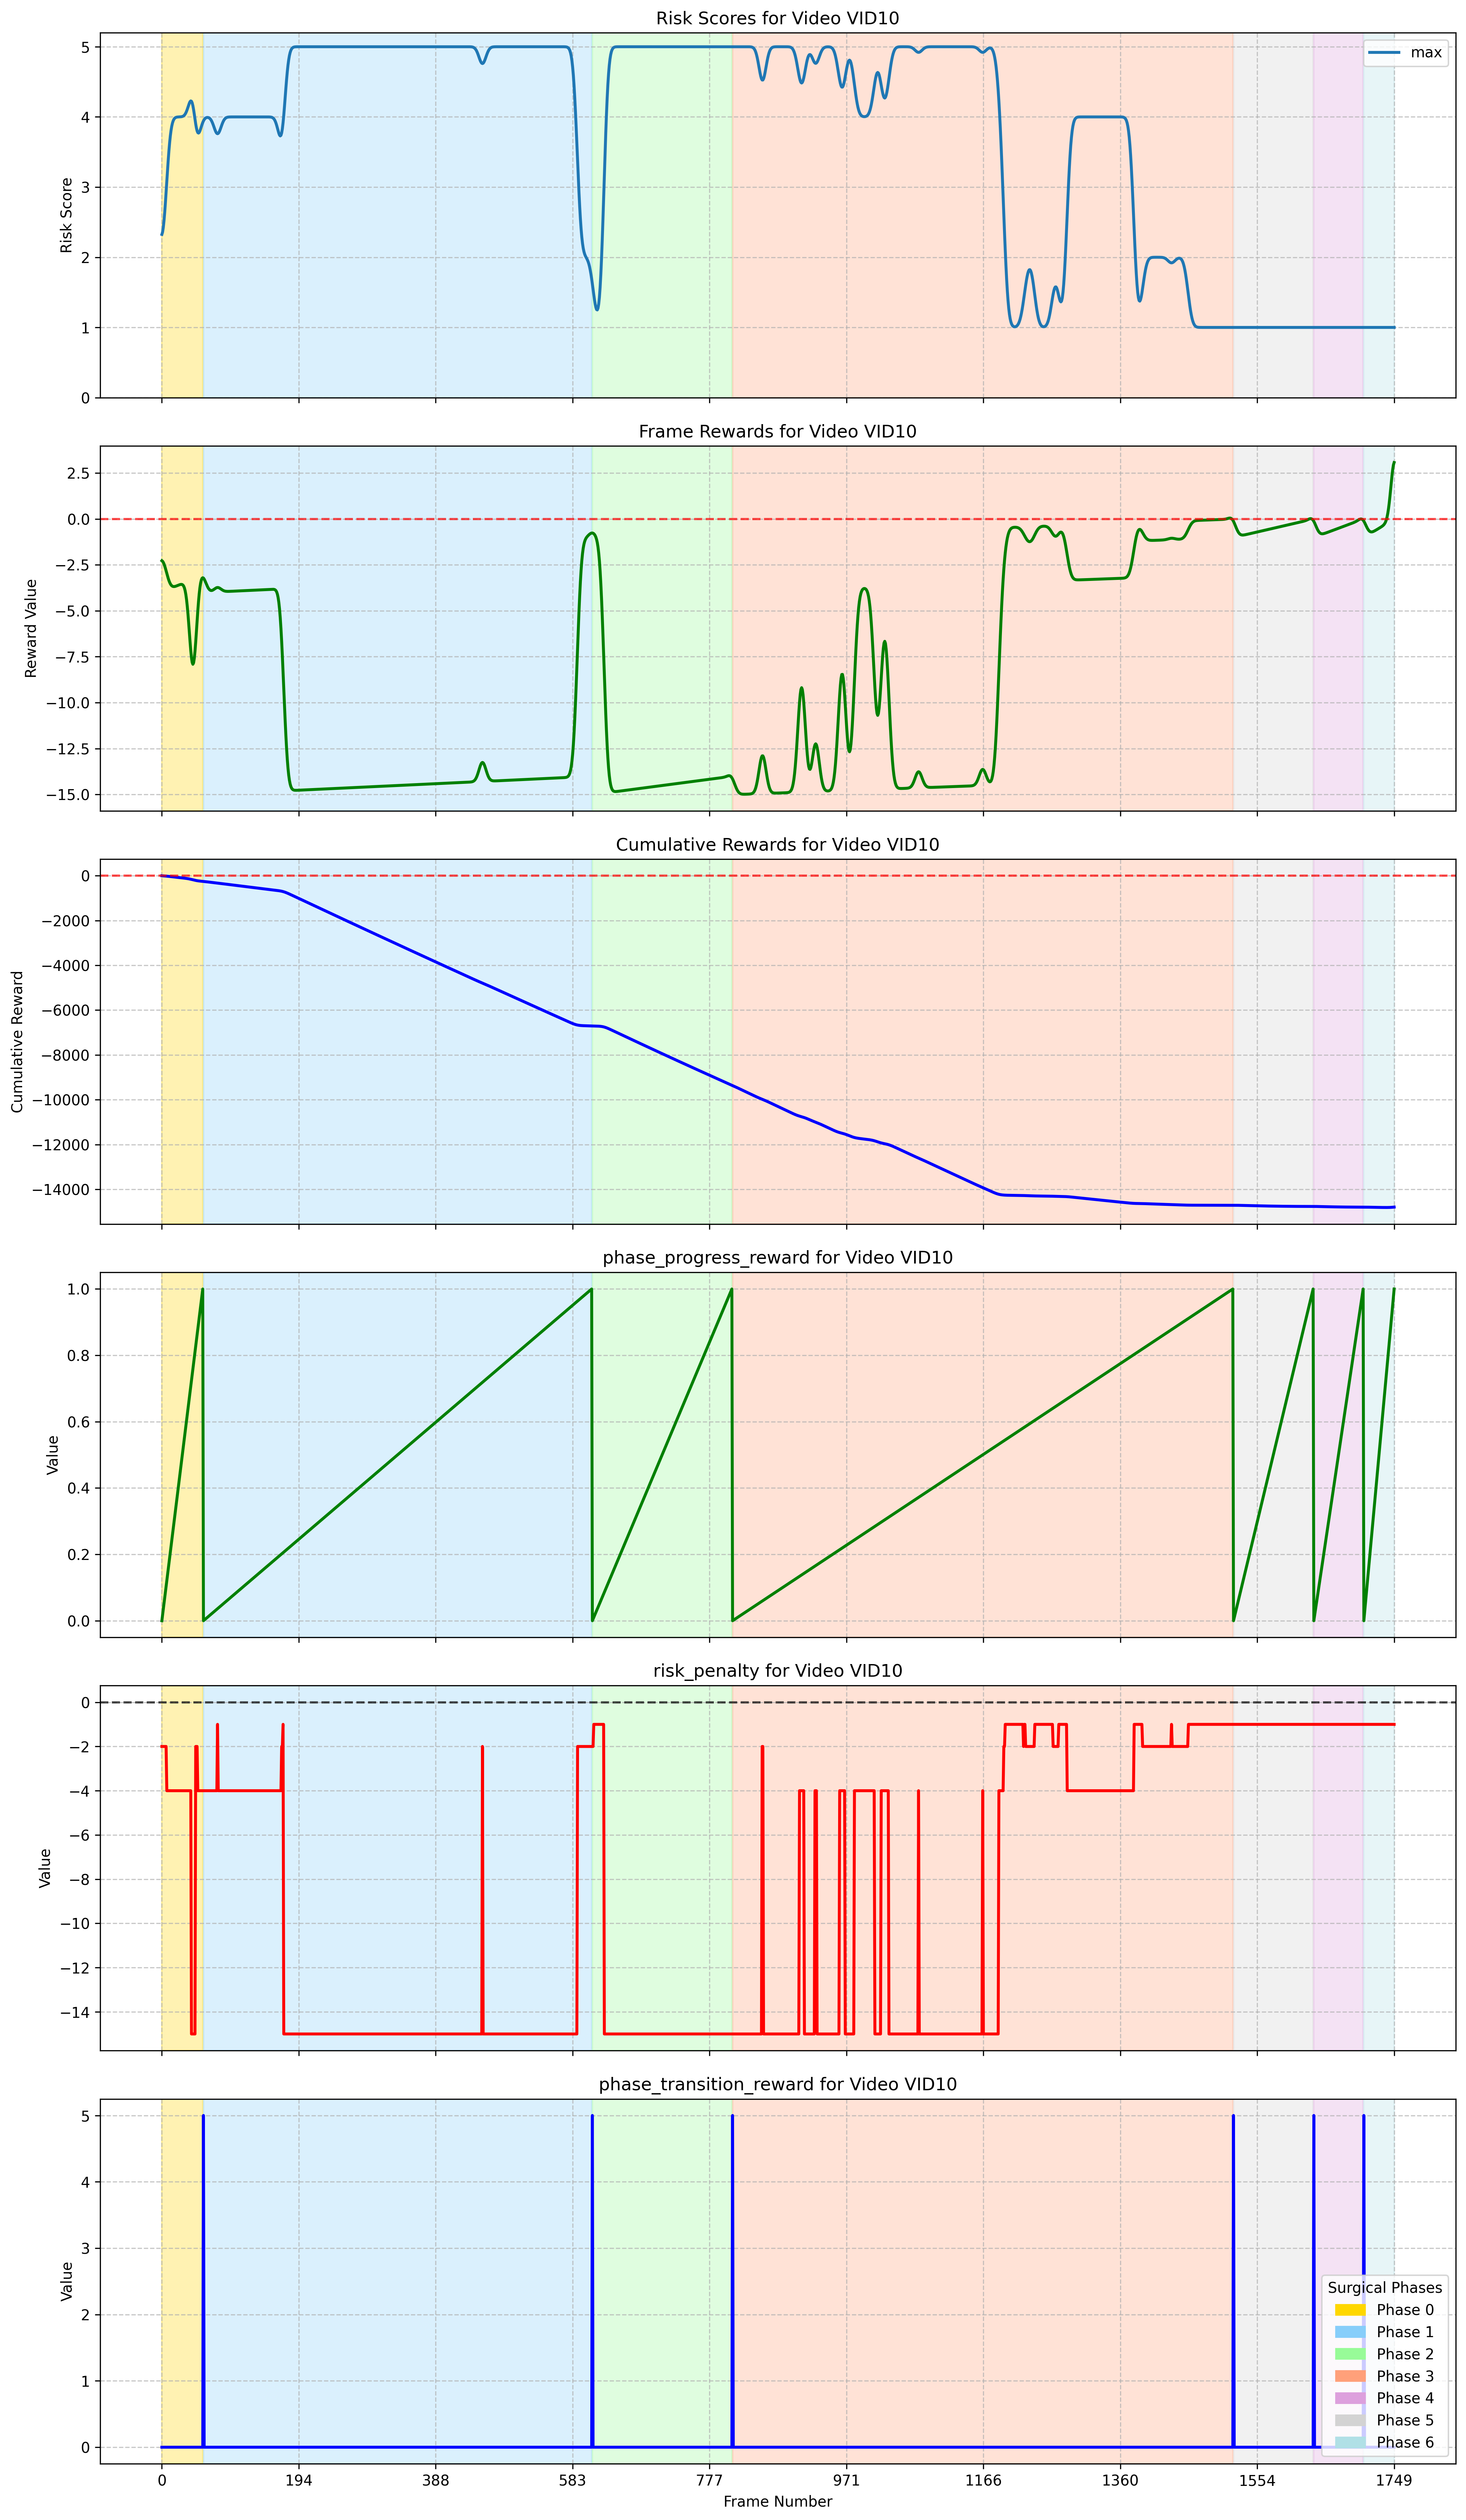 Risk Scores for Video VID10
max
5
4
3
2
1
0
Risk Score
Frame Rewards for Video VID10
2.5
0.0
−2.5
−5.0
−7.5
−10.0
−12.5
−15.0
Reward Value
Cumulative Rewards for Video VID10
0
−2000
−4000
−6000
−8000
−10000
−12000
−14000
Cumulative Reward
phase_progress_reward for Video VID10
1.0
0.8
0.6
0.4
0.2
0.0
Value
risk_penalty for Video VID10
0
−2
−4
−6
−8
−10
−12
−14
Value
phase_transition_reward for Video VID10
5
4
3
2
1
0
Value
Surgical Phases
Phase 0
Phase 1
Phase 2
Phase 3
Phase 4
Phase 5
Phase 6
0 194 388 583 777 971 1166 1360 1554 1749
Frame Number